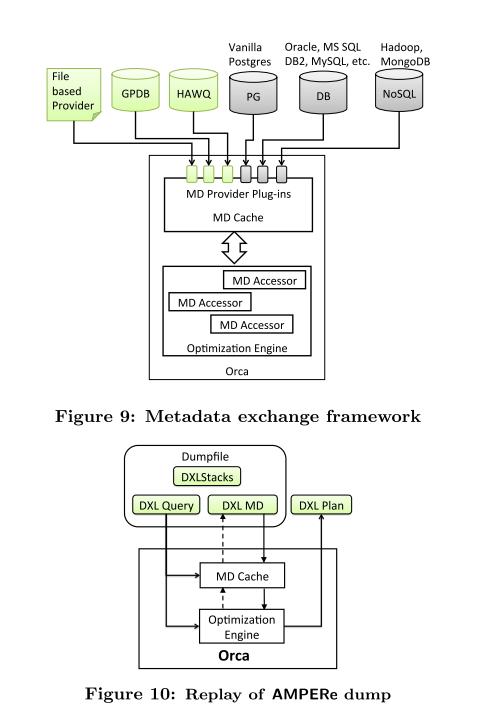 Vanilla
Postgres
Oracle, MS SQL
DB2, MySQL, etc.
Hadoop,
MongoDB
File
based
Provider
GPDB
HAWQ
PG
DB
NoSQL
MD Provider Plug-ins
MD Cache
MD Accessor
MD Accessor
MD Accessor
Optimization Engine
Orca
Figure 9: Metadata exchange framework
Dumpfile
DXLStacks
DXL Query
DXL MD
DXL Plan
MD Cache
Optimization
Engine
Orca
Figure 10: Replay of AMPERe dump